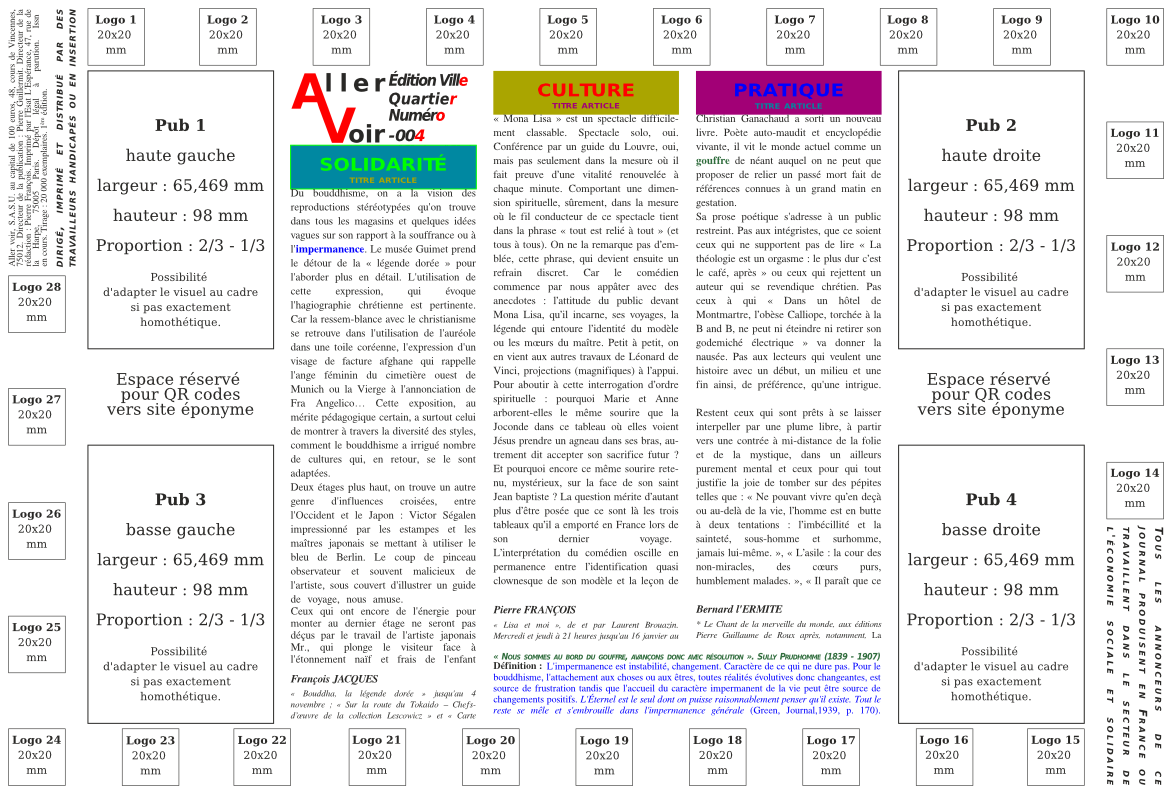 Logo 1
20x20
mm
Logo 2
20x20
mm
Logo 3
20x20
mm
Logo 4
20x20
mm
Logo 5
20x20
mm
Logo 6
20x20
mm
Logo 7
20x20
mm
Logo 8
20x20
mm
Logo 9
20x20
mm
Logo 10
20x20
mm
Aller voir, S.A.S.U. au capital de 100 euros, 48, cours de Vincennes,
75012. Directeur de la publication : Pierre Guillermit. Directeur de la
rédaction : Pierre François. Imprimé par l'Esat L'Espérance, 47, rue de
la Harpe, 75005 Paris. Dépôt légal à parution. Issn
en cours. Tirage : 20 000 exemplaires. 1ère édition.
DIRIGÉ, IMPRIMÉ ET DISTRIBUÉ PAR DES
TRAVAILLEURS HANDICAPÉS OU EN INSERTION
Pub 1
haute gauche
largeur : 65,469 mm
hauteur : 98 mm
Proportion : 2/3 - 1/3
Possibilité
d'adapter le visuel au cadre
si pas exactement
homothétique.
Logo 28
20x20
mm
Espace réservé
pour QR codes
vers site éponyme
Logo 27
20x20
mm
Pub 3
basse gauche
largeur : 65,469 mm
hauteur : 98 mm
Proportion : 2/3 - 1/3
Possibilité
d'adapter le visuel au cadre
si pas exactement
homothétique.
Logo 26
20x20
mm
Logo 25
20x20
mm
Aller
Voir
Édition Ville
Quartier
Numéro
-004
SOLIDARITÉ
TITRE ARTICLE
Du bouddhisme, on a la vision des
reproductions stéréotypées qu'on trouve
dans tous les magasins et quelques idées
vagues sur son rapport à la souffrance ou à
l'impermanence. Le musée Guimet prend
le détour de la « légende dorée » pour
l'aborder plus en détail. L'utilisation de
cette expression, qui évoque
l'hagiographie chrétienne est pertinente.
Car la ressem-blance avec le christianisme
se retrouve dans l'utilisation de l'auréole
dans une toile coréenne, l'expression d'un
visage de facture afghane qui rappelle
l'ange féminin du cimetière ouest de
Munich ou la Vierge à l'annonciation de
Fra Angelico… Cette exposition, au
mérite pédagogique certain, a surtout celui
de montrer à travers la diversité des styles,
comment le bouddhisme a irrigué nombre
de cultures qui, en retour, se le sont
adaptées.
Deux étages plus haut, on trouve un autre
genre d'influences croisées, entre
l'Occident et le Japon : Victor Ségalen
impressionné par les estampes et les
maîtres japonais se mettant à utiliser le
bleu de Berlin. Le coup de pinceau
observateur et souvent malicieux de
l'artiste, sous couvert d'illustrer un guide
de voyage, nous amuse.
Ceux qui ont encore de l'énergie pour
monter au dernier étage ne seront pas
déçus par le travail de l'artiste japonais
Mr., qui plonge le visiteur face à
l'étonnement naïf et frais de l'enfant
François JACQUES
« Bouddha, la légende dorée » jusqu'au 4
novembre ; « Sur la route du Tokaido – Chefs-
d'œuvre de la collection Lescowicz » et « Carte
CULTURE
TITRE ARTICLE
« Mona Lisa » est un spectacle difficile-
ment classable. Spectacle solo, oui.
Conférence par un guide du Louvre, oui,
mais pas seulement dans la mesure où il
fait preuve d'une vitalité renouvelée à
chaque minute. Comportant une dimen-
sion spirituelle, sûrement, dans la mesure
où le fil conducteur de ce spectacle tient
dans la phrase « tout est relié à tout » (et
tous à tous). On ne la remarque pas d'em-
blée, cette phrase, qui devient ensuite un
refrain discret. Car le comédien
commence par nous appâter avec des
anecdotes : l'attitude du public devant
Mona Lisa, qu'il incarne, ses voyages, la
légende qui entoure l'identité du modèle
ou les mœurs du maître. Petit à petit, on
en vient aux autres travaux de Léonard de
Vinci, projections (magnifiques) à l'appui.
Pour aboutir à cette interrogation d'ordre
spirituelle : pourquoi Marie et Anne
arborent-elles le même sourire que la
Joconde dans ce tableau où elles voient
Jésus prendre un agneau dans ses bras, au-
trement dit accepter son sacrifice futur ?
Et pourquoi encore ce même sourire rete-
nu, mystérieux, sur la face de son saint
Jean baptiste ? La question mérite d'autant
plus d'être posée que ce sont là les trois
tableaux qu'il a emporté en France lors de
son dernier voyage.
L'interprétation du comédien oscille en
permanence entre l'identification quasi
clownesque de son modèle et la leçon de
Pierre FRANÇOIS
« Lisa et moi », de et par Laurent Brouazin.
Mercredi et jeudi à 21 heures jusqu'au 16 janvier au
PRATIQUE
TITRE ARTICLE
Christian Ganachaud a sorti un nouveau
livre. Poète auto-maudit et encyclopédie
vivante, il vit le monde actuel comme un
gouffre de néant auquel on ne peut que
proposer de relier un passé mort fait de
références connues à un grand matin en
gestation.
Sa prose poétique s'adresse à un public
restreint. Pas aux intégristes, que ce soient
ceux qui ne supportent pas de lire « La
théologie est un orgasme : le plus dur c'est
le café, après » ou ceux qui rejettent un
auteur qui se revendique chrétien. Pas
ceux à qui « Dans un hôtel de
Montmartre, l'obèse Calliope, torchée à la
B and B, ne peut ni éteindre ni retirer son
godemiché électrique » va donner la
nausée. Pas aux lecteurs qui veulent une
histoire avec un début, un milieu et une
fin ainsi, de préférence, qu'une intrigue.
Restent ceux qui sont prêts à se laisser
interpeller par une plume libre, à partir
vers une contrée à mi-distance de la folie
et de la mystique, dans un ailleurs
purement mental et ceux pour qui tout
justifie la joie de tomber sur des pépites
telles que : « Ne pouvant vivre qu'en deçà
ou au-delà de la vie, l'homme est en butte
à deux tentations : l'imbécillité et la
sainteté, sous-homme et surhomme,
jamais lui-même. », « L'asile : la cour des
non-miracles, des cœurs purs,
humblement malades. », « Il paraît que ce
Bernard l'ERMITE
* Le Chant de la merveille du monde, aux éditions
Pierre Guillaume de Roux après, notamment, La
« Nous sommes au bord du gouffre, avançons donc avec résolution ». Sully Prudhomme (1839 - 1907)
Définition : L'impermanence est instabilité, changement. Caractère de ce qui ne dure pas. Pour le
bouddhisme, l'attachement aux choses ou aux êtres, toutes réalités évolutives donc changeantes, est
source de frustration tandis que l'accueil du caractère impermanent de la vie peut être source de
changements positifs. L'Éternel est le seul dont on puisse raisonnablement penser qu'il existe. Tout le
reste se mêle et s'embrouille dans l'impermanence générale (Green, Journal,1939, p. 170).
Pub 2
haute droite
largeur : 65,469 mm
hauteur : 98 mm
Proportion : 2/3 - 1/3
Possibilité
d'adapter le visuel au cadre
si pas exactement
homothétique.
Espace réservé
pour QR codes
vers site éponyme
Pub 4
basse droite
largeur : 65,469 mm
hauteur : 98 mm
Proportion : 2/3 - 1/3
Possibilité
d'adapter le visuel au cadre
si pas exactement
homothétique.
Logo 11
20x20
mm
Logo 12
20x20
mm
Logo 13
20x20
mm
Logo 14
20x20
mm
TOUS LES ANNONCEURS DE CE
JOURNAL PRODUISENT EN FRANCE OU
TRAVAILLENT DANS LE SECTEUR DE
L'ÉCONOMIE SOCIALE ET SOLIDAIRE
Logo 24
20x20
mm
Logo 23
20x20
mm
Logo 22
20x20
mm
Logo 21
20x20
mm
Logo 20
20x20
mm
Logo 19
20x20
mm
Logo 18
20x20
mm
Logo 17
20x20
mm
Logo 16
20x20
mm
Logo 15
20x20
mm